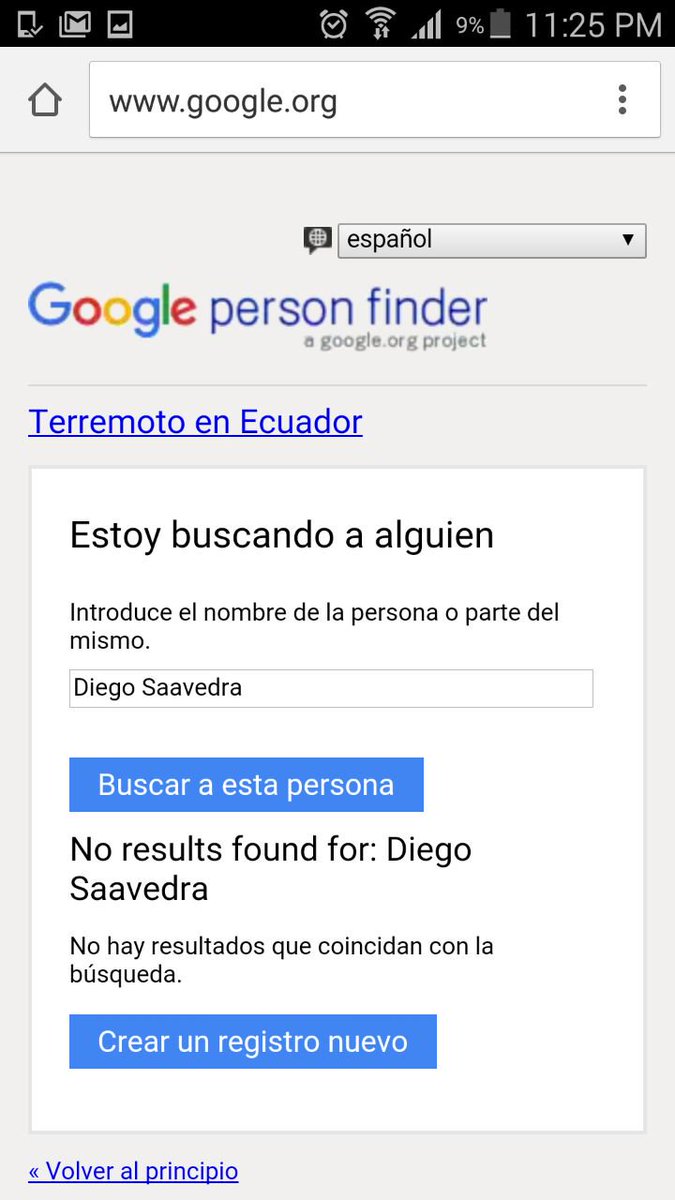 9% 11:25 PM
www.google.org
español
Google person finder
a google.org project
Terremoto en Ecuador
Estoy buscando a alguien
Introduce el nombre de la persona o parte del
mismo.
Diego Saavedra
Buscar a esta persona
No results found for: Diego
Saavedra
No hay resultados que coincidan con la
búsqueda.
Crear un registro nuevo
« Volver al principio